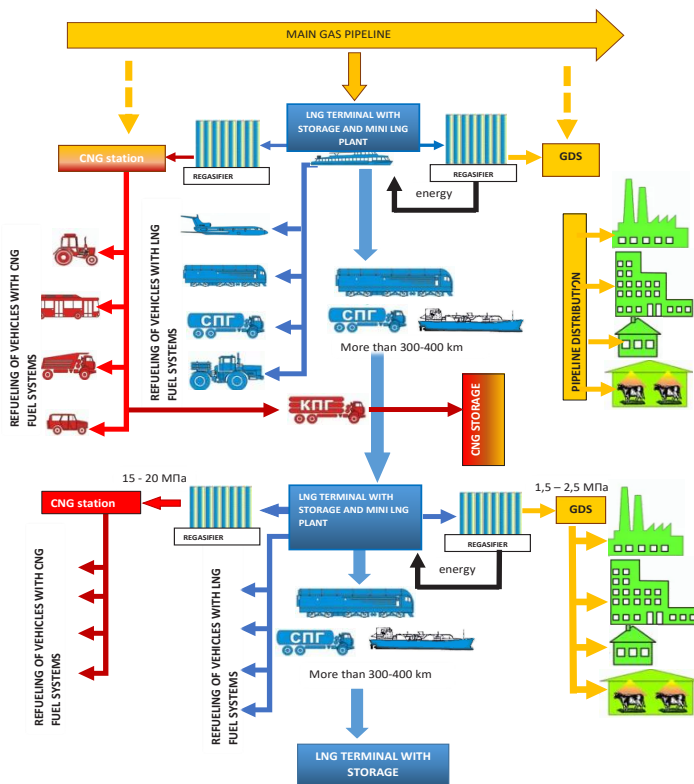 MAIN GAS PIPELINE
LNG TERMINAL WITH
STORAGE AND MINI LNG
PLANT
CNG station
REGASIFIER
REGASIFIER
GDS
energy
REFUELING OF VEHICLES WITH CNG
FUEL SYSTEMS
REFUELING OF VEHICLES WITH LNG
FUEL SYSTEMS
СПГ
СПГ
PIPELINE DISTRIBUTION
More than 300-400 km
КПГ
CNG STORAGE
15 - 20 МПа
1,5 – 2,5 МПа
CNG station
LNG TERMINAL WITH
STORAGE AND MINI LNG
PLANT
GDS
REGASIFIER
REGASIFIER
energy
REFUELING OF VEHICLES WITH CNG
FUEL SYSTEMS
REFUELING OF VEHICLES WITH LNG
FUEL SYSTEMS
СПГ
More than 300-400 km
LNG TERMINAL WITH
STORAGE